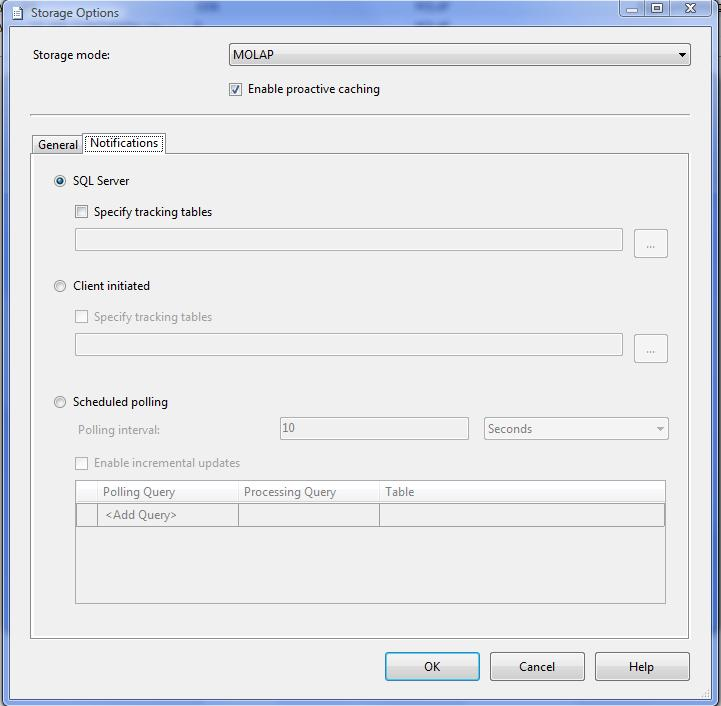 Storage Options
Storage mode: MOLAP
Enable proactive caching
General Notifications
SQL Server
Specify tracking tables
...
Client initiated
Specify tracking tables
...
Scheduled polling
Polling interval: 10 Seconds
Enable incremental updates
Polling Query Processing Query Table
<Add Query>
OK Cancel Help